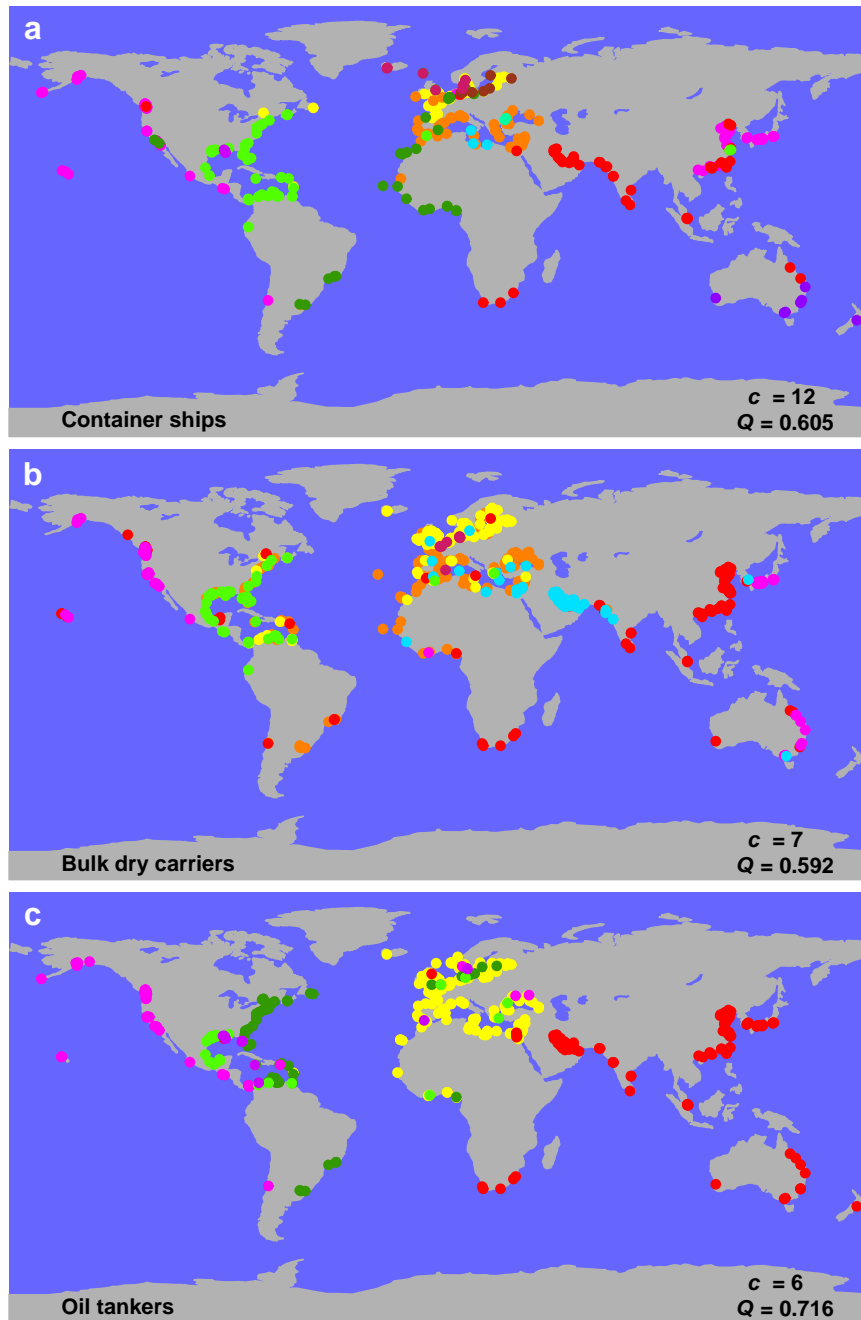 a
c = 12
Container ships
Q = 0.605
b
c = 7
Bulk dry carriers
Q = 0.592
c
c = 6
Oil tankers
Q = 0.716